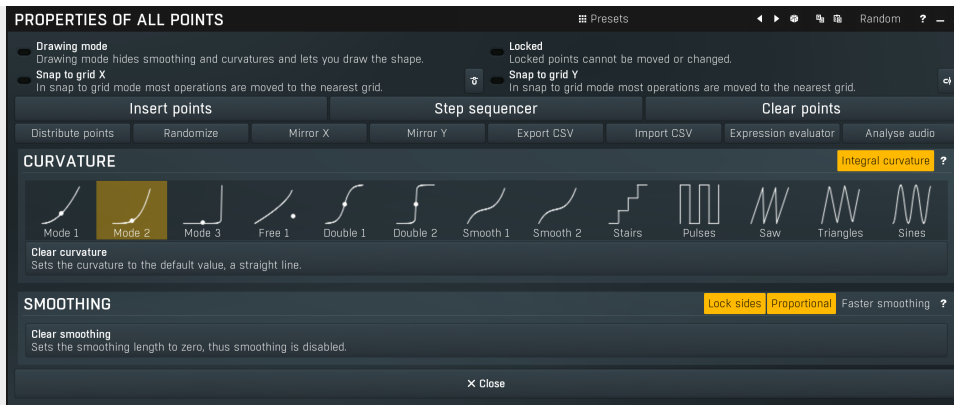 PROPERTIES OF ALL POINTS Presets Random ?
Drawing mode
Drawing mode hides smoothing and curvatures and lets you draw the shape.
Locked
Locked points cannot be moved or changed.
Snap to grid X
In snap to grid mode most operations are moved to the nearest grid.
Snap to grid Y
In snap to grid mode most operations are moved to the nearest grid.
Insert points Step sequencer Clear points
Distribute points Randomize Mirror X Mirror Y Export CSV Import CSV Expression evaluator Analyse audio
CURVATURE Integral curvature ?
Mode 1 Mode 2 Mode 3 Free 1 Double 1 Double 2 Smooth 1 Smooth 2 Stairs Pulses Saw Triangles Sines
Clear curvature
Sets the curvature to the default value, a straight line.
SMOOTHING Lock sides Proportional Faster smoothing ?
Clear smoothing
Sets the smoothing length to zero, thus smoothing is disabled.
Close